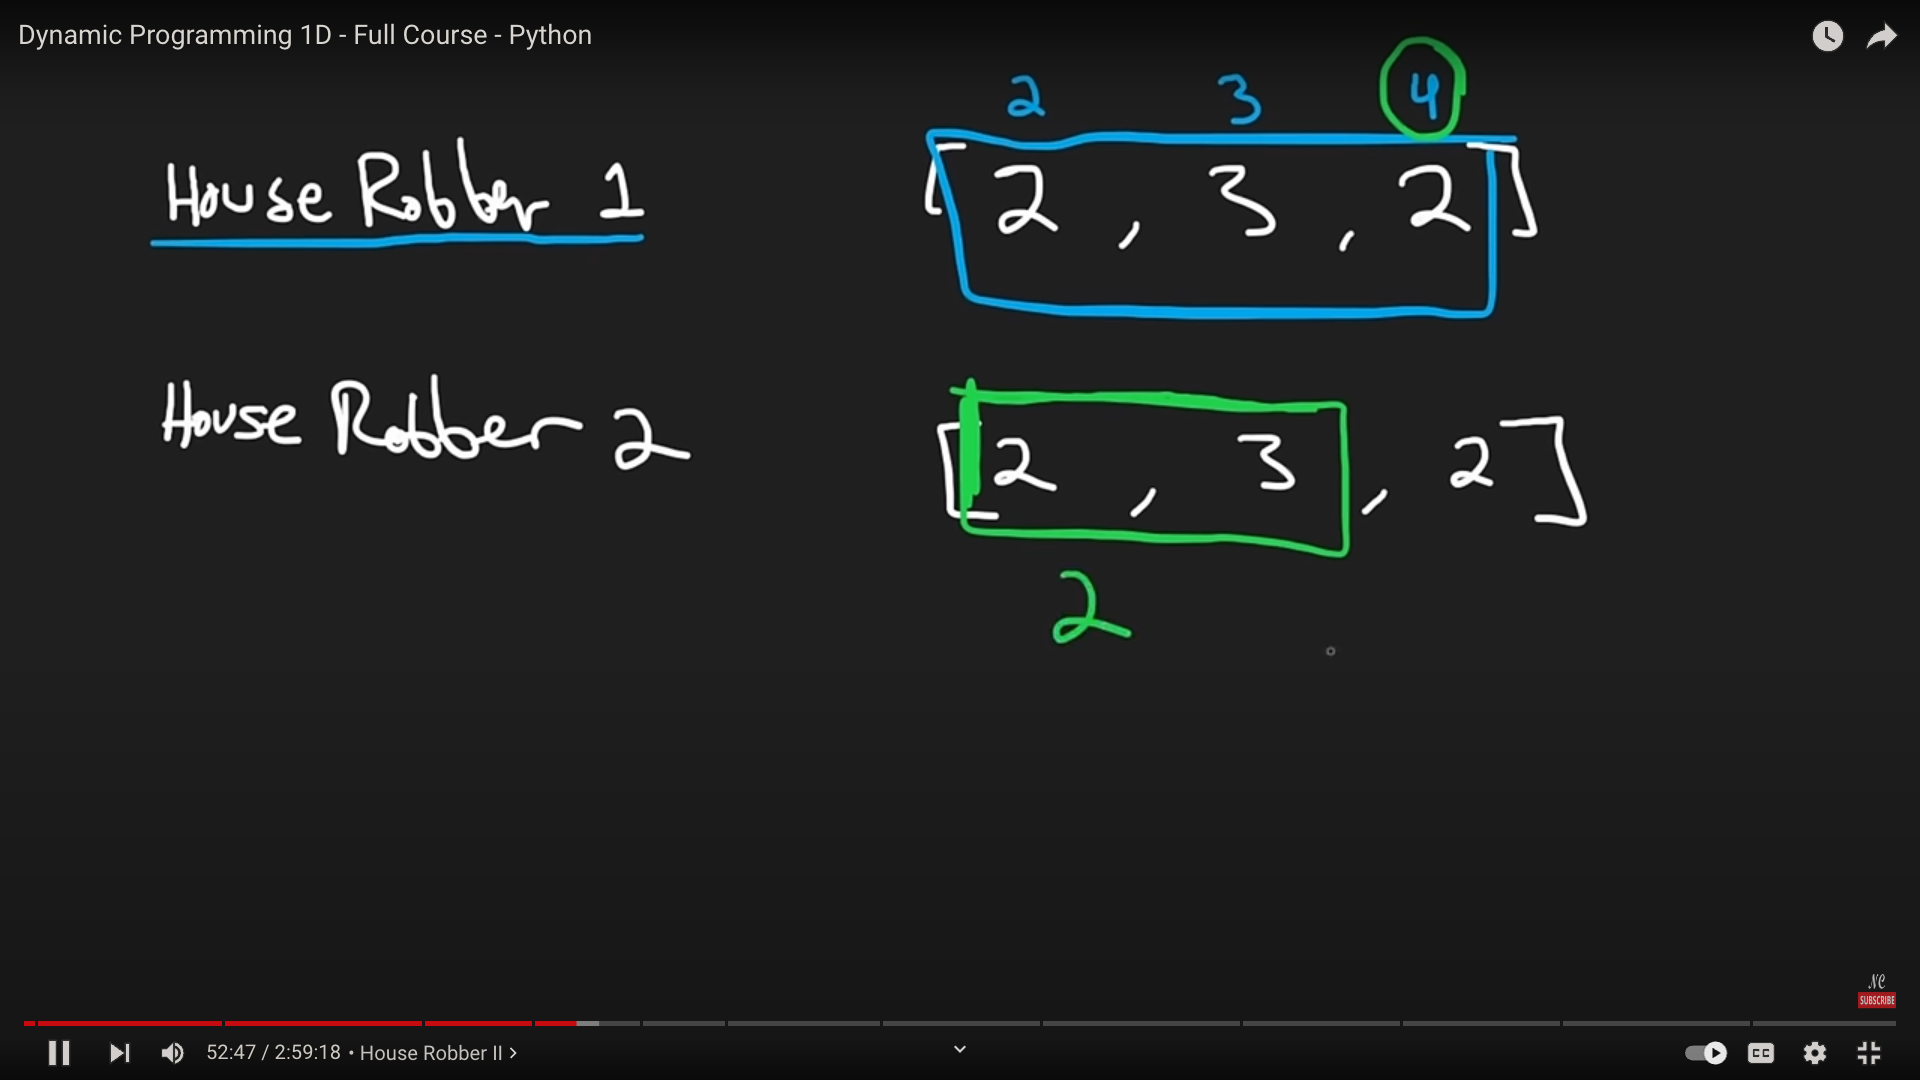 Dynamic Programming 1D - Full Course - Python
2 3 4
House Robber 1
[2, 3, 2]
House Robber 2
[2, 3, 2]
2
NC
SUBSCRIBE
52:47 / 2:59:18 • House Robber II >
CC